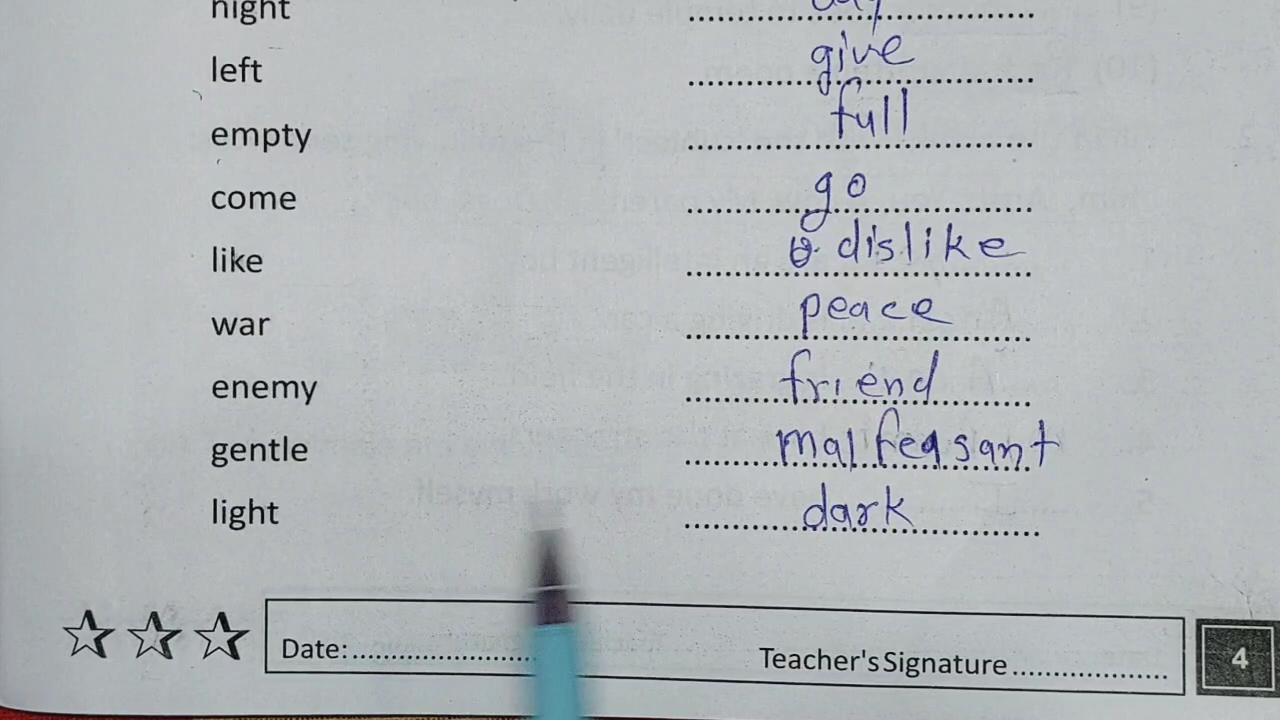 night day
left give
empty full
come go
like dislike
war peace
enemy friend
gentle malfeasant
light dark
Date:........................ Teacher's Signature.................... 4